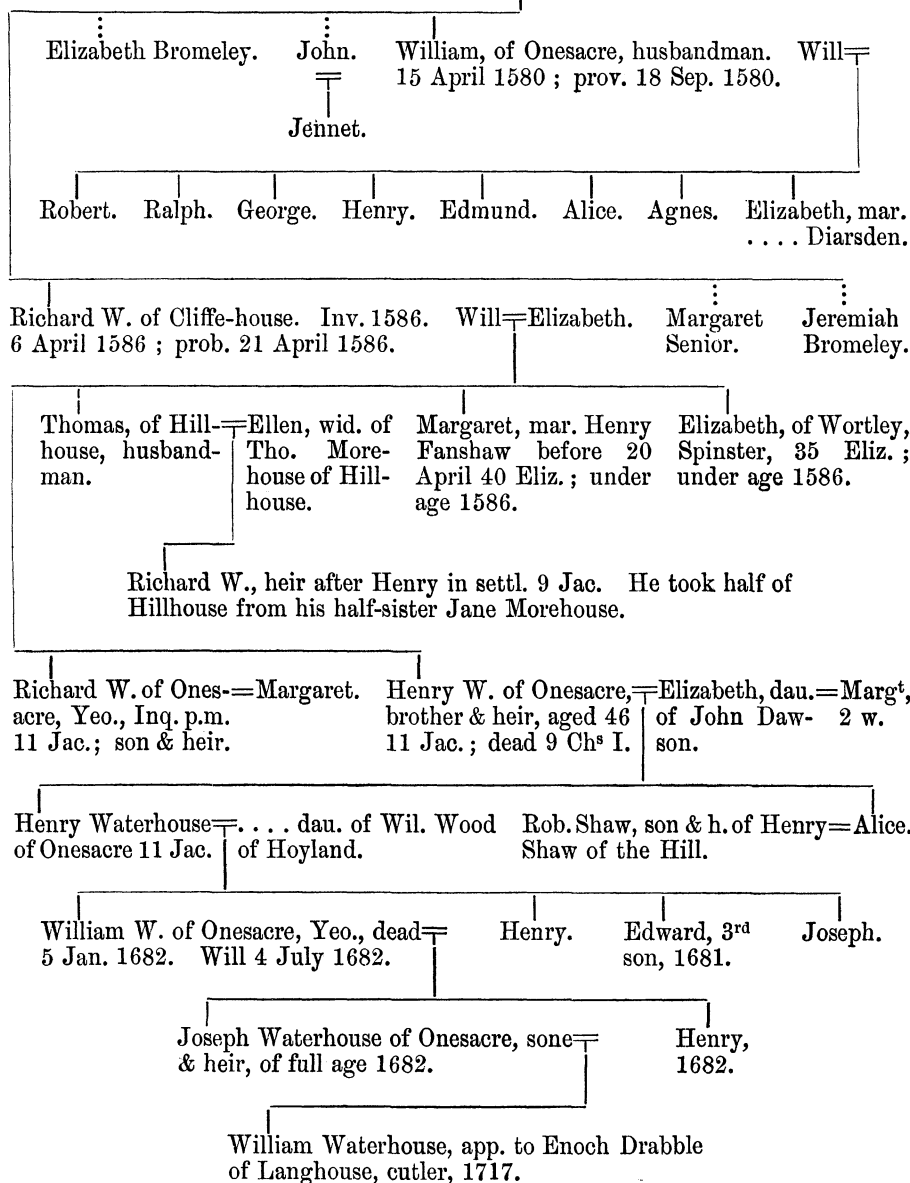 Elizabeth Bromeley. John. William, of Onesacre, husbandman. Will
15 April 1580 ; prov. 18 Sep. 1580.
Jennet.
Robert. Ralph. George. Henry. Edmund. Alice. Agnes. Elizabeth, mar.
. . . . Diarsden.
Richard W. of Cliffe-house. Inv. 1586. Will=Elizabeth. Margaret Jeremiah
6 April 1586 ; prob. 21 April 1586. Senior. Bromeley.
Thomas, of Hill-=Ellen, wid. of Margaret, mar. Henry Elizabeth, of Wortley,
house, husband- Tho. More- Fanshaw before 20 Spinster, 35 Eliz. ;
man. house of Hill- April 40 Eliz. ; under under age 1586.
house. age 1586.
Richard W., heir after Henry in settl. 9 Jac. He took half of
Hillhouse from his half-sister Jane Morehouse.
Richard W. of Ones-=Margaret. Henry W. of Onesacre,=Elizabeth, dau.=Margᵗ,
acre, Yeo., Inq. p.m. brother & heir, aged 46 of John Daw- 2 w.
11 Jac. ; son & heir. 11 Jac. ; dead 9 Chˢ I. son.
Henry Waterhouse=. . . . dau. of Wil. Wood Rob. Shaw, son & h. of Henry=Alice.
of Onesacre 11 Jac. of Hoyland. Shaw of the Hill.
William W. of Onesacre, Yeo., dead= Henry. Edward, 3ʳᵈ Joseph.
5 Jan. 1682. Will 4 July 1682. son, 1681.
Joseph Waterhouse of Onesacre, sone= Henry,
& heir, of full age 1682. 1682.
William Waterhouse, app. to Enoch Drabble
of Langhouse, cutler, 1717.